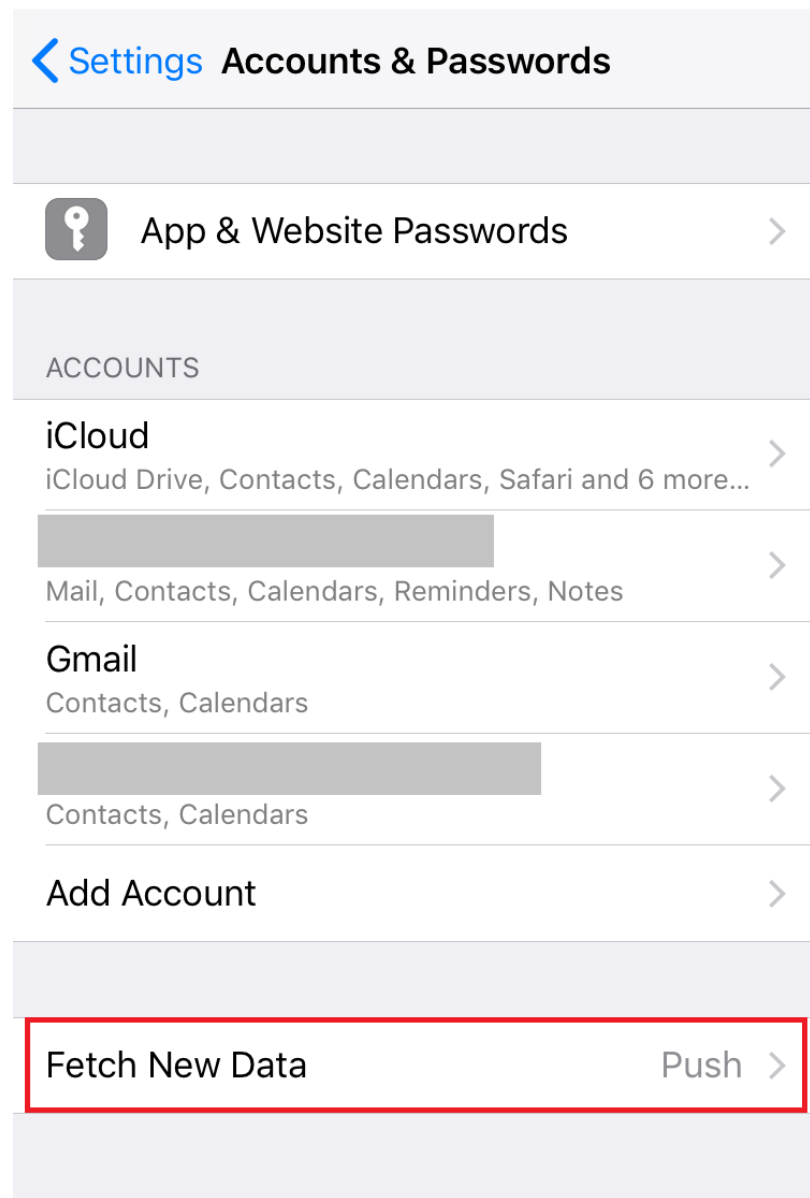 Settings Accounts & Passwords
App & Website Passwords
ACCOUNTS
iCloud
iCloud Drive, Contacts, Calendars, Safari and 6 more...
Mail, Contacts, Calendars, Reminders, Notes
Gmail
Contacts, Calendars
Contacts, Calendars
Add Account
Fetch New Data Push